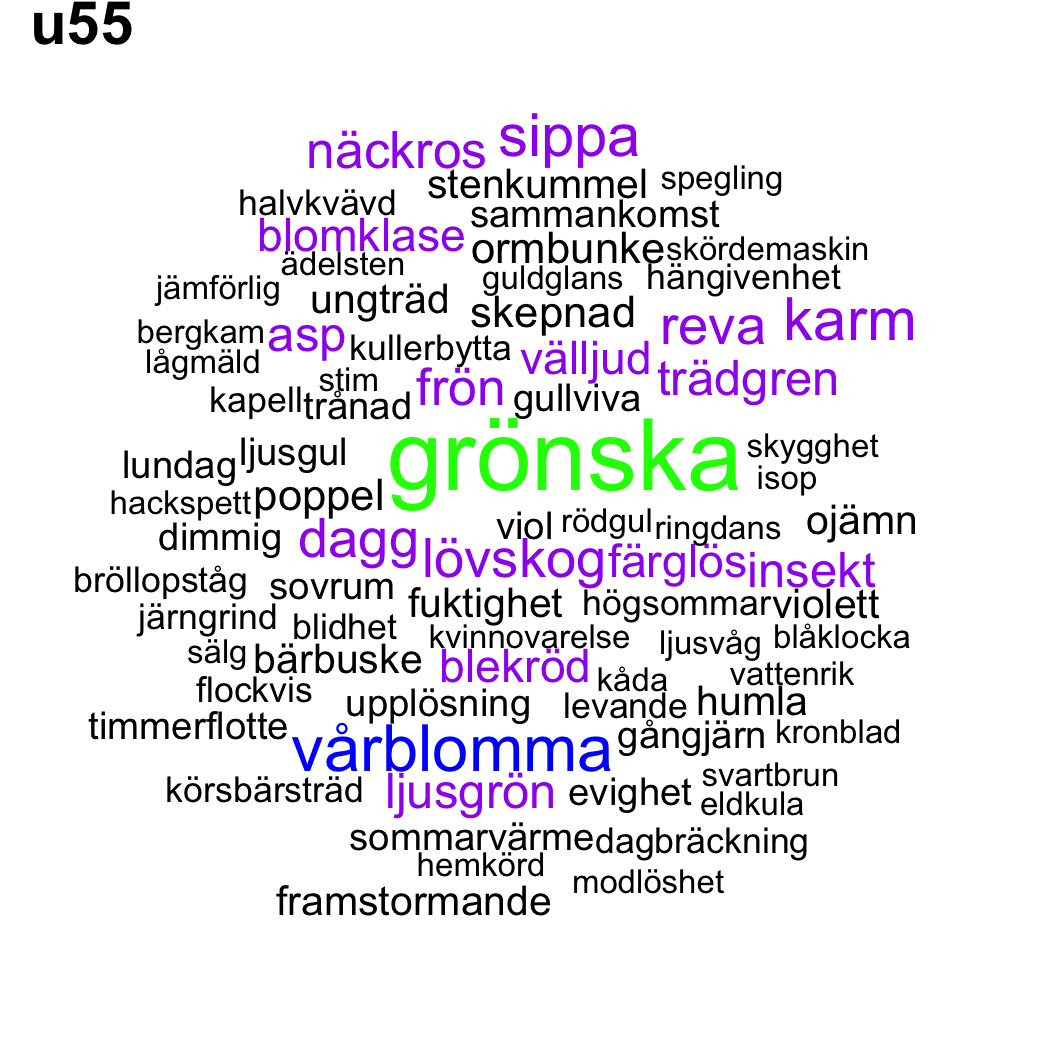 u55
näckros sippa
stenkummel spegling
halvkvävd sammankomst
blomklase ormbunke skördemaskin
ädelsten guldglans hängivenhet
jämförlig ungträd skepnad reva karm
bergkam asp kullerbytta välljud
lågmäld stim frön trädgren
kapell trånad gullviva
grönska skygghet
lundag ljusgul isop
hackspett poppel
dimmig dagg viol rödgul ringdans ojämn
lövskog färglös insekt
bröllopståg sovrum fuktighet högsommar violett
järngrind blidhet kvinnovarelse ljusvåg blåklocka
sälg bärbuske blekröd kåda vattenrik
flockvis upplösning levande humla
timmerflotte vårblomma gångjärn kronblad
körsbärsträd ljusgrön evighet svartbrun
eldkula
sommarvärme dagbräckning
hemkörd modlöshet
framstormande